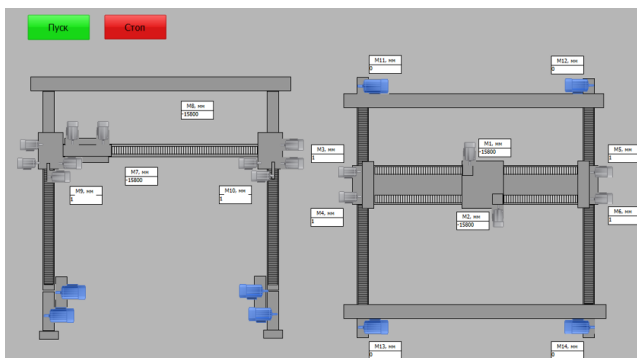 Пуск
Стоп
M8, мм
-15800
M7, мм
-15800
M9, мм
1
M10, мм
1
M11, мм
0
M12, мм
0
M1, мм
-15800
M3, мм
1
M5, мм
1
M4, мм
1
M6, мм
1
M2, мм
-15800
M13, мм
0
M14, мм
0